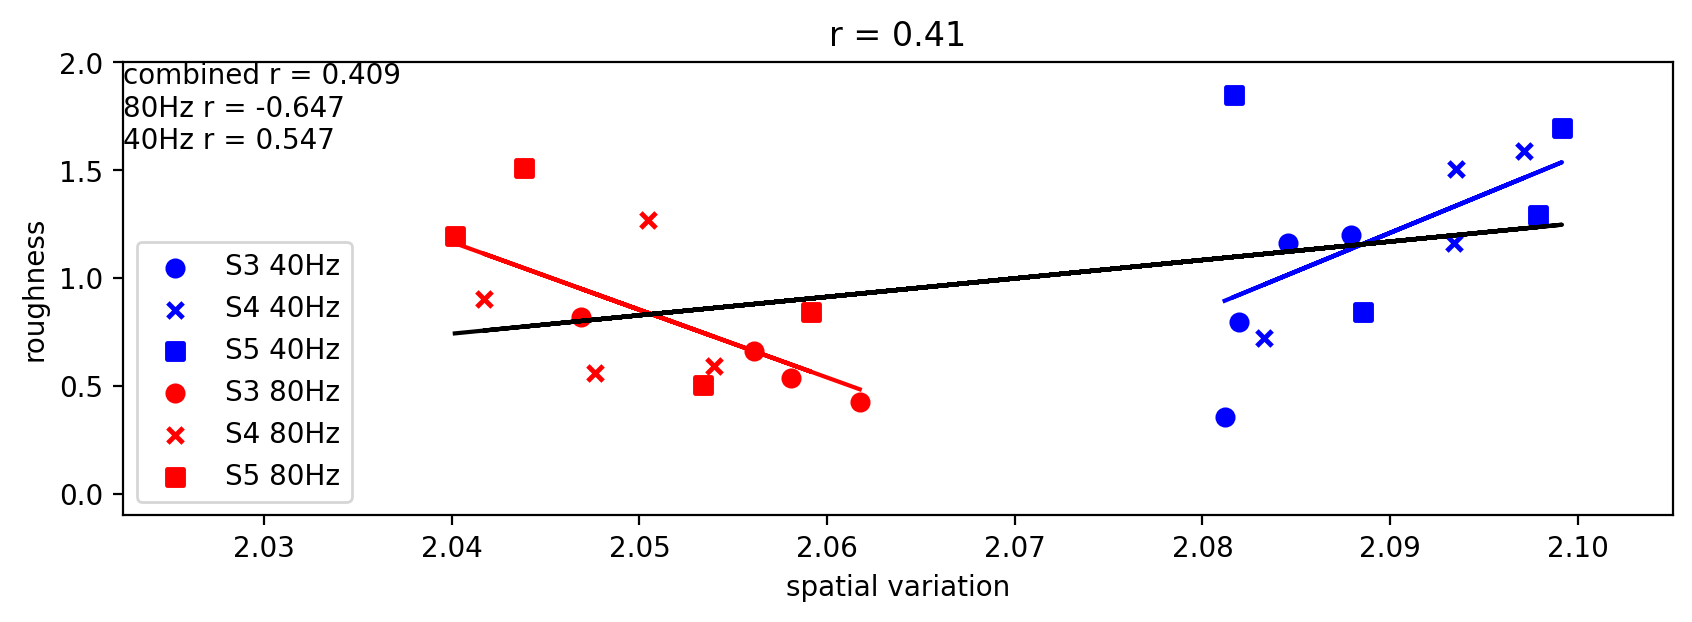 r = 0.41
combined r = 0.409
80Hz r = -0.647
40Hz r = 0.547
2.0
1.5
1.0
0.5
0.0
roughness
S3 40Hz
S4 40Hz
S5 40Hz
S3 80Hz
S4 80Hz
S5 80Hz
2.03 2.04 2.05 2.06 2.07 2.08 2.09 2.10
spatial variation